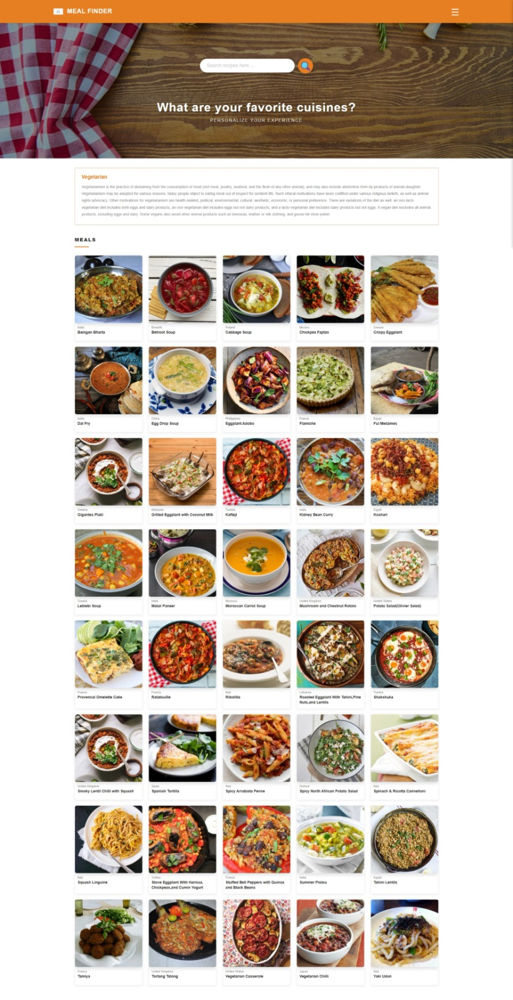 MEAL FINDER
Search recipes here ...
What are your favorite cuisines?
PERSONALIZE YOUR EXPERIENCE
Vegetarian
Vegetarianism is the practice of abstaining from the consumption of meat (red meat, poultry, seafood, and the flesh of any other animal), and may also include abstention from by-products of animal slaughter.
Vegetarianism may be adopted for various reasons. Many people object to eating meat out of respect for sentient life. Such ethical motivations have been codified under various religious beliefs, as well as animal
rights advocacy. Other motivations for vegetarianism are health-related, political, environmental, cultural, aesthetic, economic, or personal preference. There are variations of the diet as well: an ovo-lacto
vegetarian diet includes both eggs and dairy products, an ovo-vegetarian diet includes eggs but not dairy products, and a lacto-vegetarian diet includes dairy products but not eggs. A vegan diet excludes all animal
products, including eggs and dairy. Some vegans also avoid other animal products such as beeswax, leather or silk clothing, and goose-fat shoe polish.
MEALS
India
Baingan Bharta
Betroot Soup
Poland
Cabbage Soup
Mexico
Chickpea Fajitas
Greece
Crispy Eggplant
India
Dal Fry
China
Egg Drop Soup
Philippines
Eggplant Adobo
France
Flamiche
Egypt
Ful Medames
Greece
Gigantes Plaki
Malaysia
Grilled Eggplant with Coconut Milk
Tunisia
Kafteji
India
Kidney Bean Curry
Egypt
Koshari
Tunisia
Leblebi Soup
India
Matar Paneer
Morocco
Moroccan Carrot Soup
United Kingdom
Mushroom and Chestnut Rotolo
United States
Potato Salad(Olivier Salad)
France
Provencal Omelette Cake
France
Ratatouille
Italy
Ribollita
Lebanon
Roasted Eggplant With Tahini,Pine
Nuts,and Lentils
Tunisia
Shakshuka
United Kingdom
Smoky Lentil Chilli with Squash
Spain
Spanish Tortilla
Italy
Spicy Arrabiata Penne
Greece
Spicy North African Potato Salad
Italy
Spinach & Ricotta Cannelloni
Italy
Squash Linguine
Turkey
Stove Eggplant With Harissa,
Chickpeas,and Cumin Yogurt
France
Stuffed Bell Peppers with Quinoa
and Black Beans
India
Summer Pistou
Egypt
Tahini Lentils
France
Tamiya
United Kingdom
Tortang Talong
United States
Vegetarian Casserole
Japan
Vegetarian Chilli
Italy
Yaki Udon